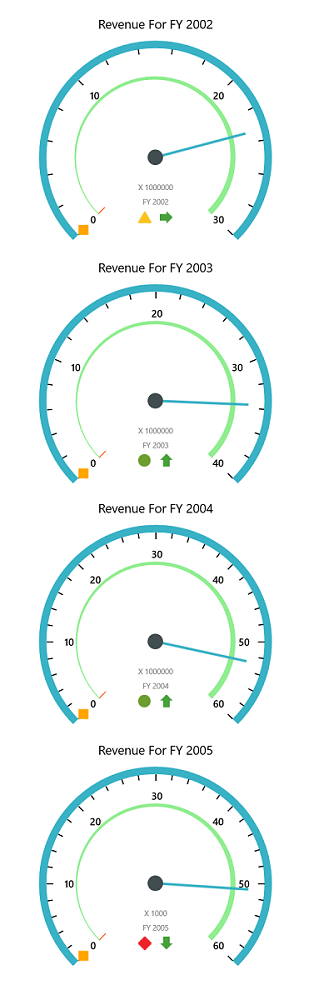 Revenue For FY 2002
10 20
X 1000000
FY 2002
0 30
Revenue For FY 2003
20
10 30
X 1000000
FY 2003
0 40
Revenue For FY 2004
30
20 40
10 50
X 1000000
FY 2004
0 60
Revenue For FY 2005
30
20 40
10 50
X 1000
FY 2005
0 60